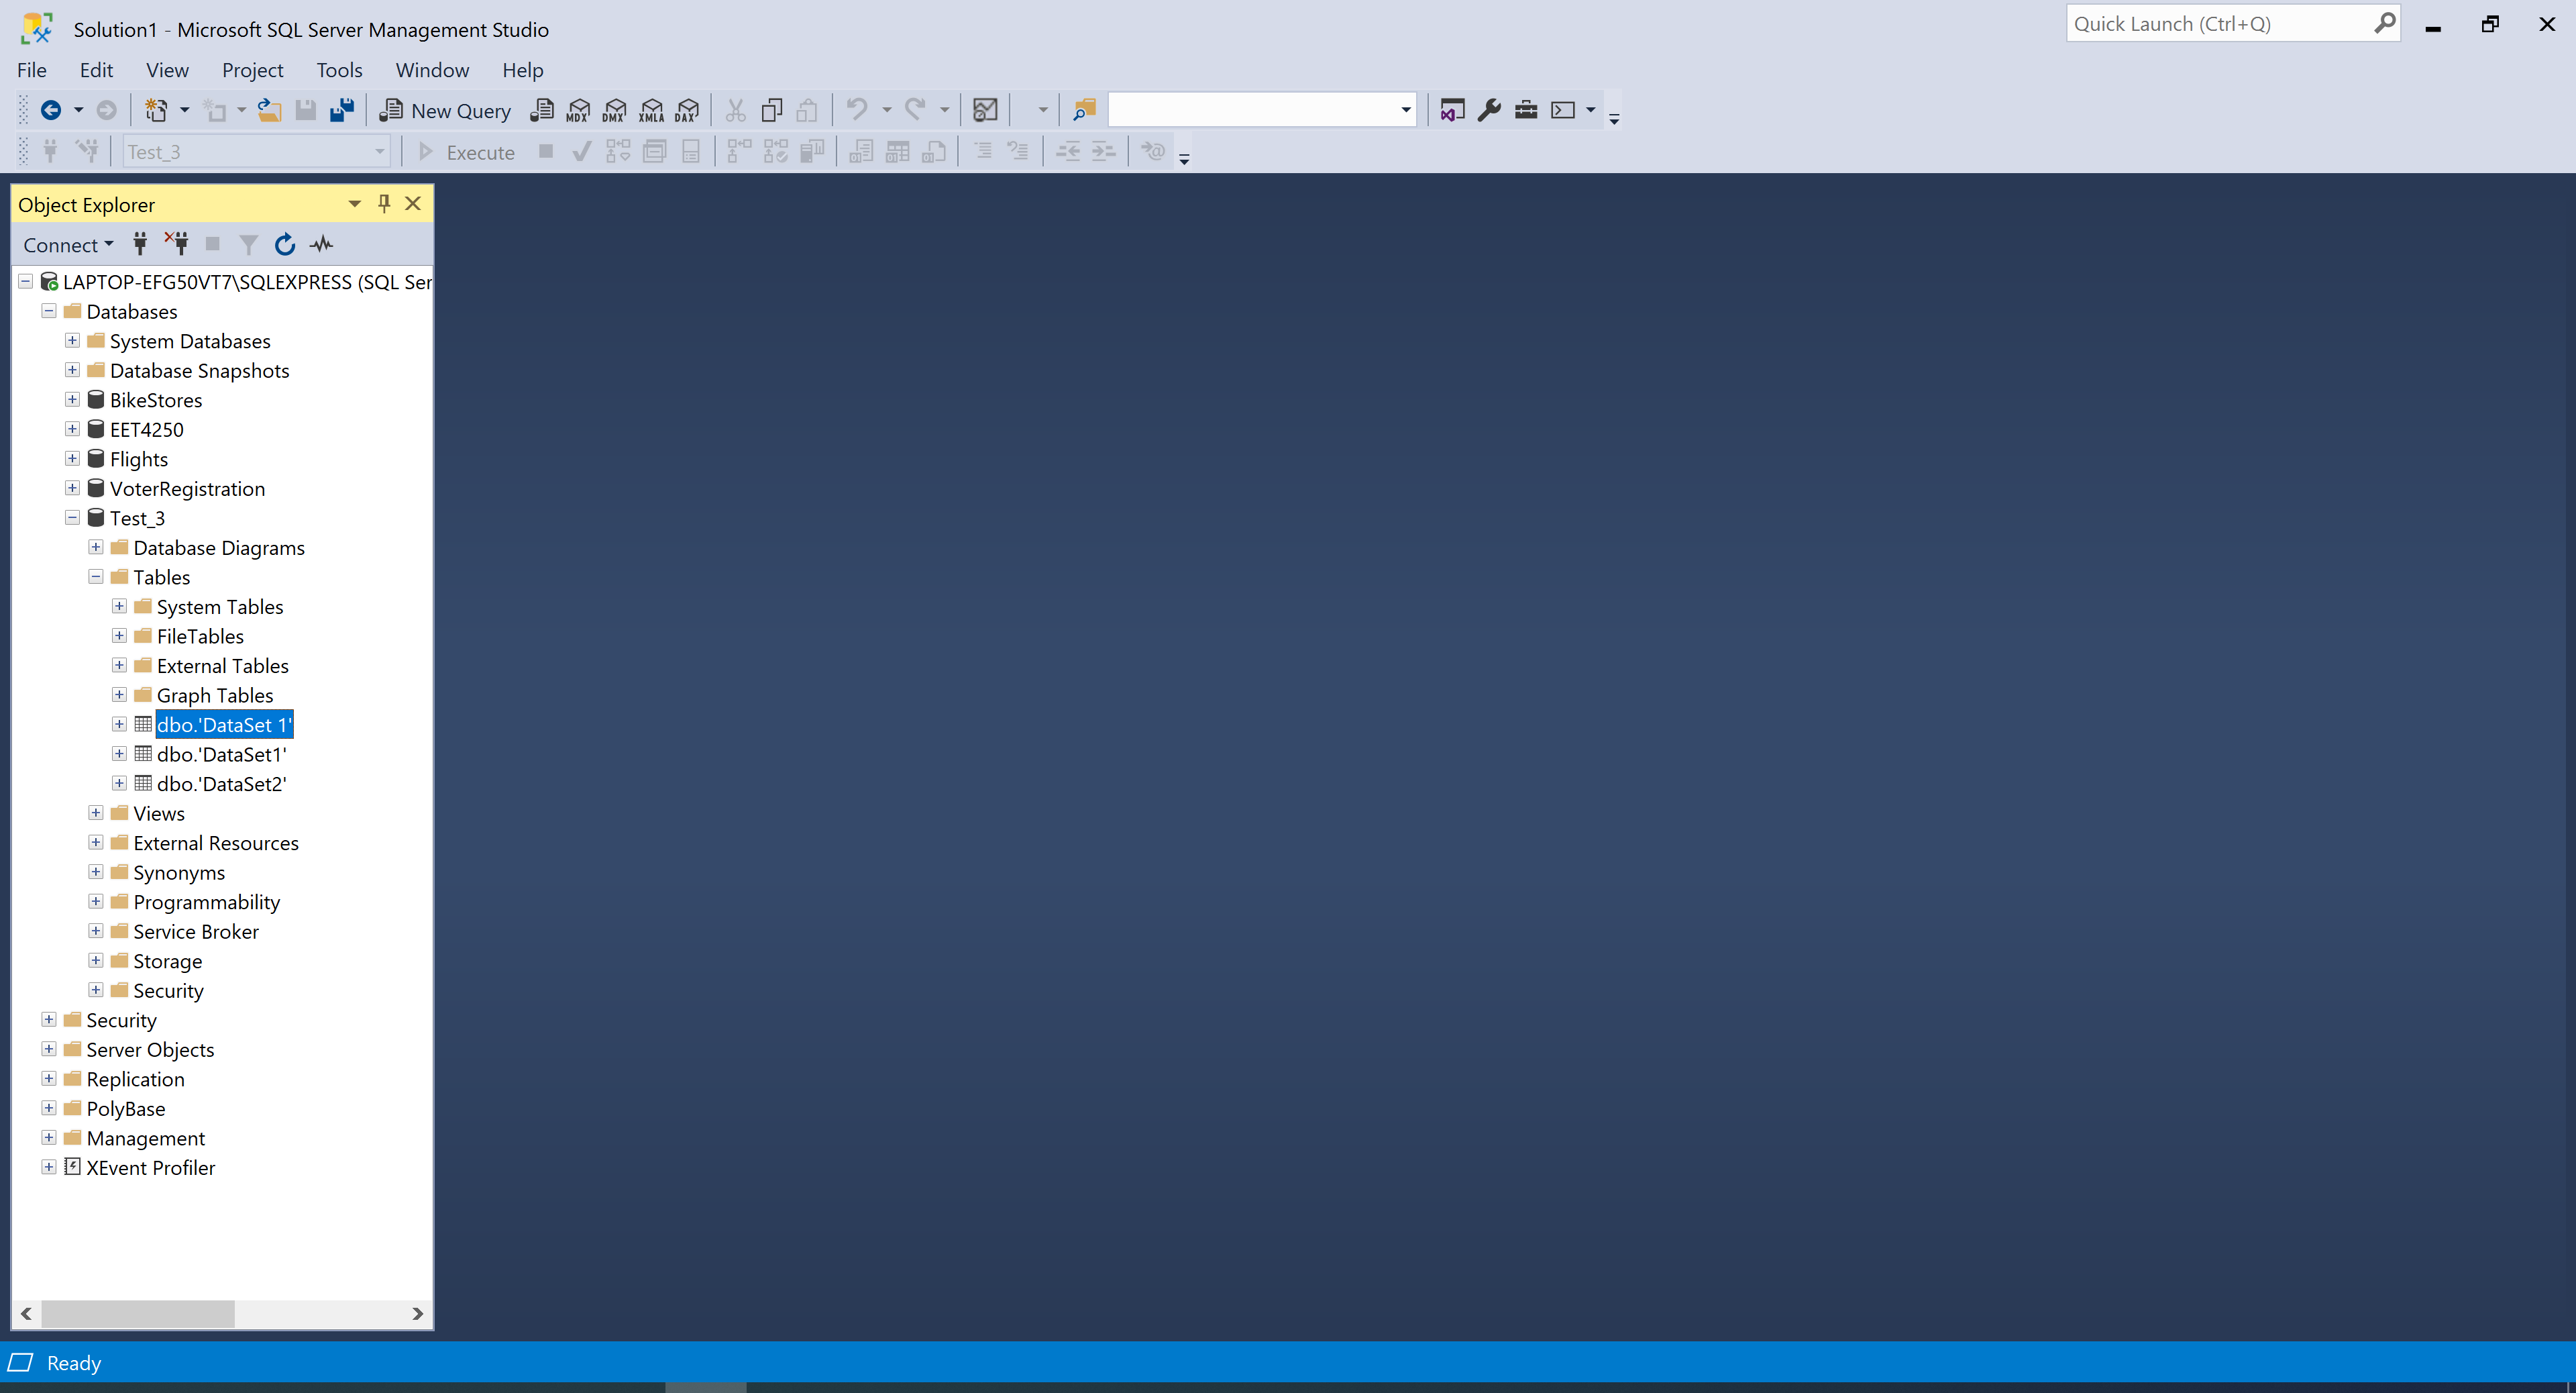 Solution1 - Microsoft SQL Server Management Studio
Quick Launch (Ctrl+Q)
File Edit View Project Tools Window Help
New Query MDX DMX XMLA DAX
Test_3 Execute
Object Explorer
Connect
LAPTOP-EFG50VT7\SQLEXPRESS (SQL Ser
Databases
System Databases
Database Snapshots
BikeStores
EET4250
Flights
VoterRegistration
Test_3
Database Diagrams
Tables
System Tables
FileTables
External Tables
Graph Tables
dbo.'DataSet 1'
dbo.'DataSet1'
dbo.'DataSet2'
Views
External Resources
Synonyms
Programmability
Service Broker
Storage
Security
Security
Server Objects
Replication
PolyBase
Management
XEvent Profiler
Ready